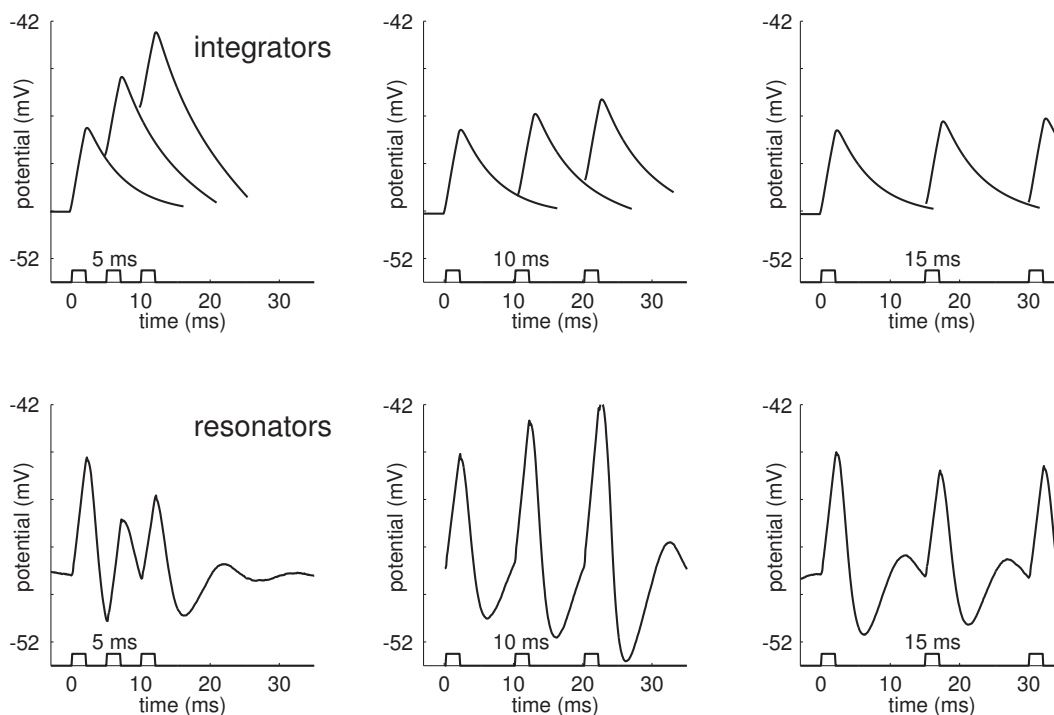 -42
integrators
potential (mV)
-52
5 ms
0 10 20 30
time (ms)
-42
potential (mV)
-52
10 ms
0 10 20 30
time (ms)
-42
potential (mV)
-52
15 ms
0 10 20 30
time (ms)
-42
resonators
potential (mV)
-52
5 ms
0 10 20 30
time (ms)
-42
potential (mV)
-52
10 ms
0 10 20 30
time (ms)
-42
potential (mV)
-52
15 ms
0 10 20 30
time (ms)